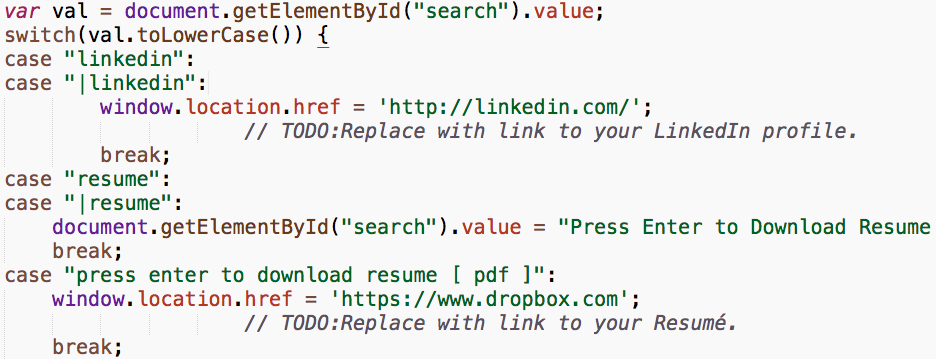 var val = document.getElementById("search").value;
switch(val.toLowerCase()) {
case "linkedin":
case "|linkedin":
window.location.href = 'http://linkedin.com/';
// TODO:Replace with link to your LinkedIn profile.
break;
case "resume":
case "|resume":
document.getElementById("search").value = "Press Enter to Download Resume
break;
case "press enter to download resume [ pdf ]":
window.location.href = 'https://www.dropbox.com';
// TODO:Replace with link to your Resumé.
break;